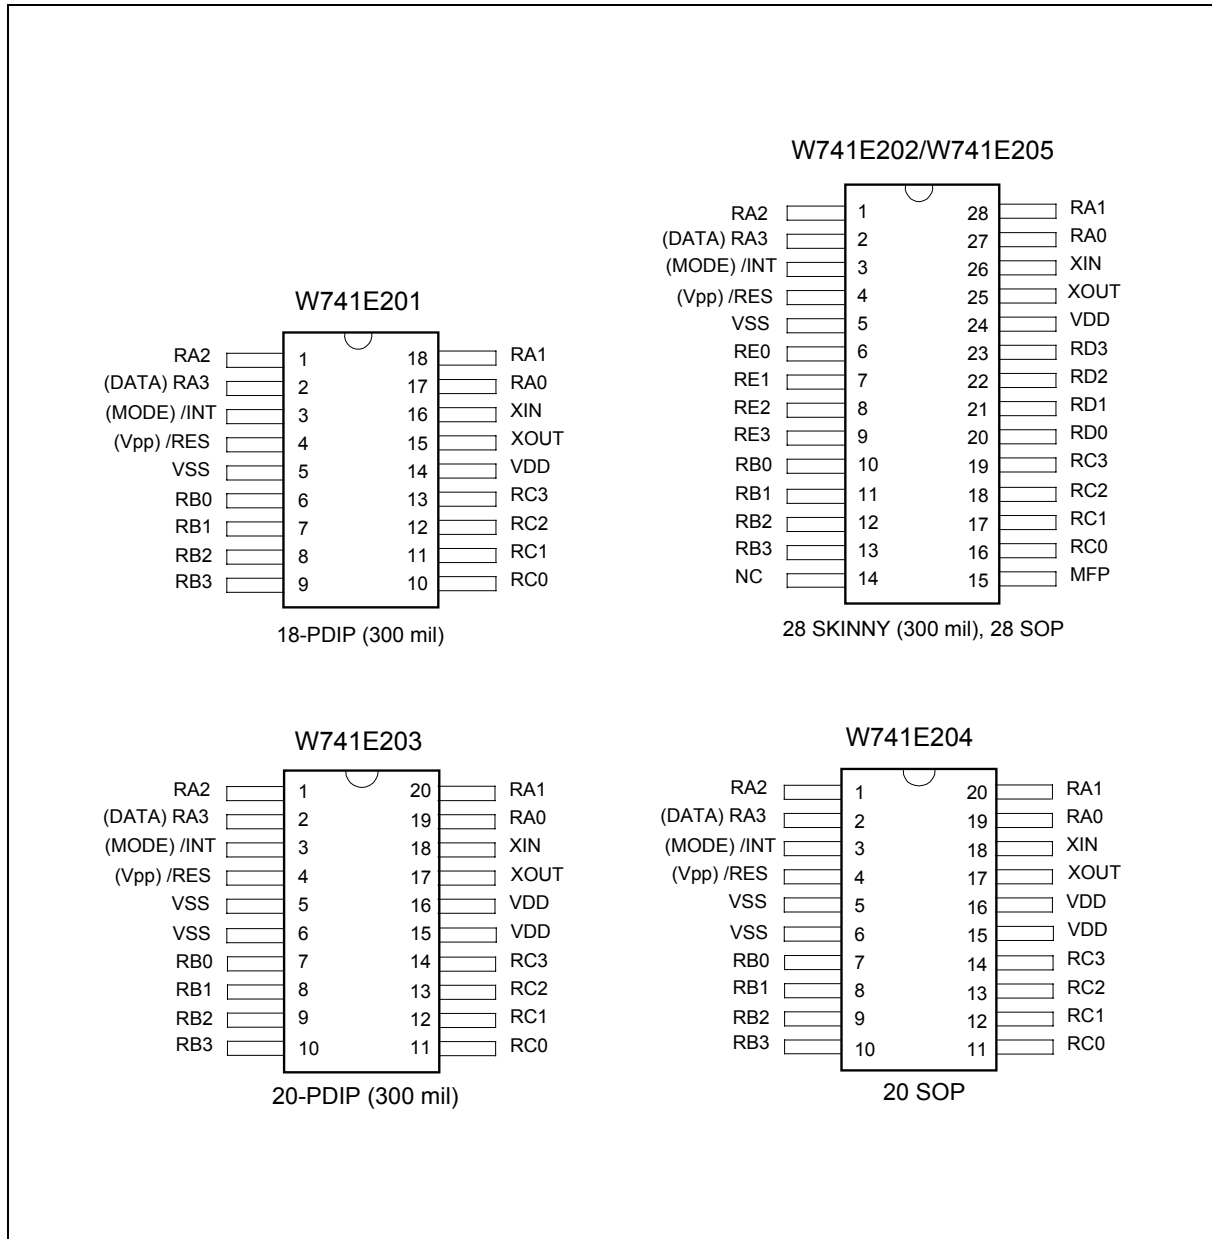 W741E202/W741E205
RA2 1 28 RA1
(DATA) RA3 2 27 RA0
(MODE) /INT 3 26 XIN
(Vpp) /RES 4 25 XOUT
VSS 5 24 VDD
RE0 6 23 RD3
RE1 7 22 RD2
RE2 8 21 RD1
RE3 9 20 RD0
RB0 10 19 RC3
RB1 11 18 RC2
RB2 12 17 RC1
RB3 13 16 RC0
NC 14 15 MFP
28 SKINNY (300 mil), 28 SOP
W741E201
RA2 1 18 RA1
(DATA) RA3 2 17 RA0
(MODE) /INT 3 16 XIN
(Vpp) /RES 4 15 XOUT
VSS 5 14 VDD
RB0 6 13 RC3
RB1 7 12 RC2
RB2 8 11 RC1
RB3 9 10 RC0
18-PDIP (300 mil)
W741E203
RA2 1 20 RA1
(DATA) RA3 2 19 RA0
(MODE) /INT 3 18 XIN
(Vpp) /RES 4 17 XOUT
VSS 5 16 VDD
VSS 6 15 VDD
RB0 7 14 RC3
RB1 8 13 RC2
RB2 9 12 RC1
RB3 10 11 RC0
20-PDIP (300 mil)
W741E204
RA2 1 20 RA1
(DATA) RA3 2 19 RA0
(MODE) /INT 3 18 XIN
(Vpp) /RES 4 17 XOUT
VSS 5 16 VDD
VSS 6 15 VDD
RB0 7 14 RC3
RB1 8 13 RC2
RB2 9 12 RC1
RB3 10 11 RC0
20 SOP